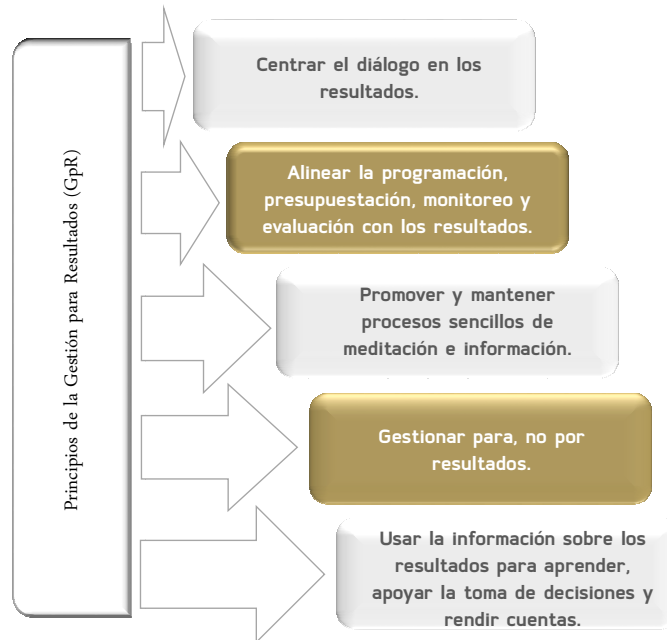 Principios de la Gestión para Resultados (GpR)
Centrar el diálogo en los
resultados.
Alinear la programación,
presupuestación, monitoreo y
evaluación con los resultados.
Promover y mantener
procesos sencillos de
meditación e información.
Gestionar para, no por
resultados.
Usar la información sobre los
resultados para aprender,
apoyar la toma de decisiones y
rendir cuentas.